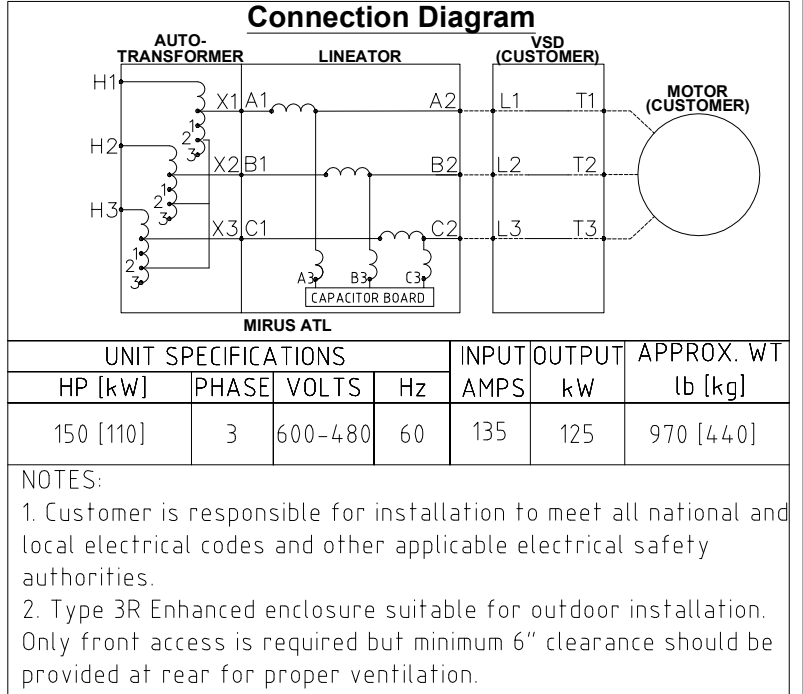 Connection Diagram
AUTO-
TRANSFORMER
LINEATOR
VSD
(CUSTOMER)
MOTOR
(CUSTOMER)
H1
X1 A1
A2
L1
T1
1
2
3
H2
X2 B1
B2
L2
T2
1
2
3
H3
X3 C1
C2
L3
T3
1
2
3
A3
B3
C3
CAPACITOR BOARD
MIRUS ATL
UNIT SPECIFICATIONS INPUT OUTPUT APPROX. WT
HP [kW] PHASE VOLTS Hz AMPS kW lb [kg]
150 [110] 3 600-480 60 135 125 970 [440]
NOTES:
1. Customer is responsible for installation to meet all national and
local electrical codes and other applicable electrical safety
authorities.
2. Type 3R Enhanced enclosure suitable for outdoor installation.
Only front access is required but minimum 6" clearance should be
provided at rear for proper ventilation.